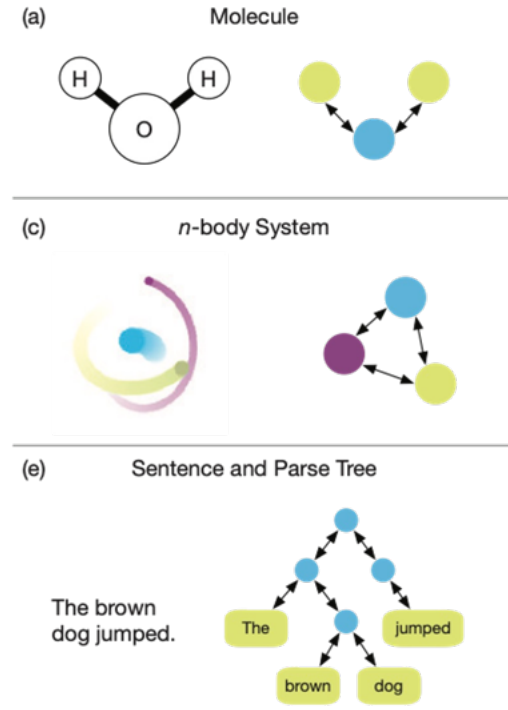 (a) Molecule
H H
O
(c) n-body System
(e) Sentence and Parse Tree
The brown
dog jumped.
The jumped
brown dog